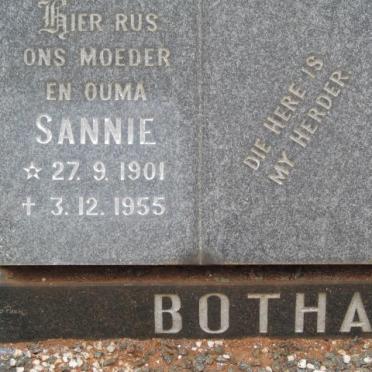 HIER RUS
ONS MOEDER
EN OUMA
SANNIE
☆ 27. 9. 1901
† 3. 12. 1955
DIE HERE IS
MY HERDER.
BOTHA